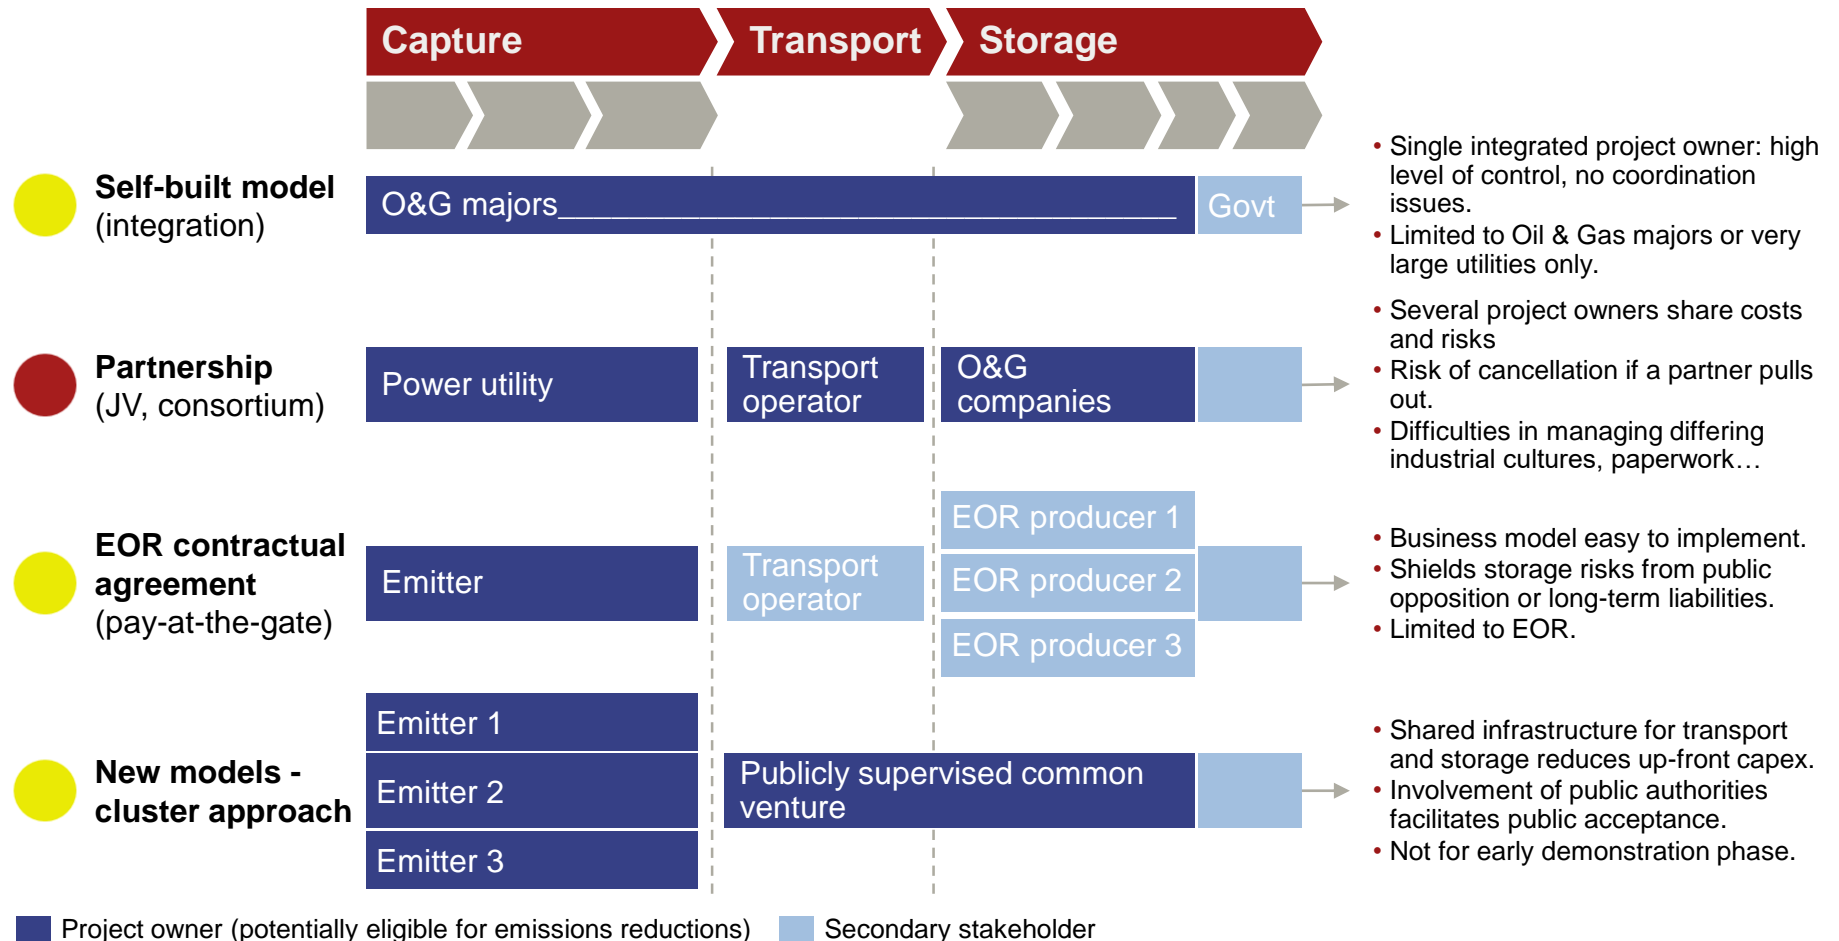 Capture
Transport
Storage
Self-built model
(integration)
O&G majors
Govt
• Single integrated project owner: high
level of control, no coordination
issues.
• Limited to Oil & Gas majors or very
large utilities only.
Partnership
(JV, consortium)
Power utility
Transport
operator
O&G
companies
• Several project owners share costs
and risks
• Risk of cancellation if a partner pulls
out.
• Difficulties in managing differing
industrial cultures, paperwork…
EOR contractual
agreement
(pay-at-the-gate)
Emitter
Transport
operator
EOR producer 1
EOR producer 2
EOR producer 3
• Business model easy to implement.
• Shields storage risks from public
opposition or long-term liabilities.
• Limited to EOR.
New models -
cluster approach
Emitter 1
Emitter 2
Emitter 3
Publicly supervised common
venture
• Shared infrastructure for transport
and storage reduces up-front capex.
• Involvement of public authorities
facilitates public acceptance.
• Not for early demonstration phase.
Project owner (potentially eligible for emissions reductions)
Secondary stakeholder